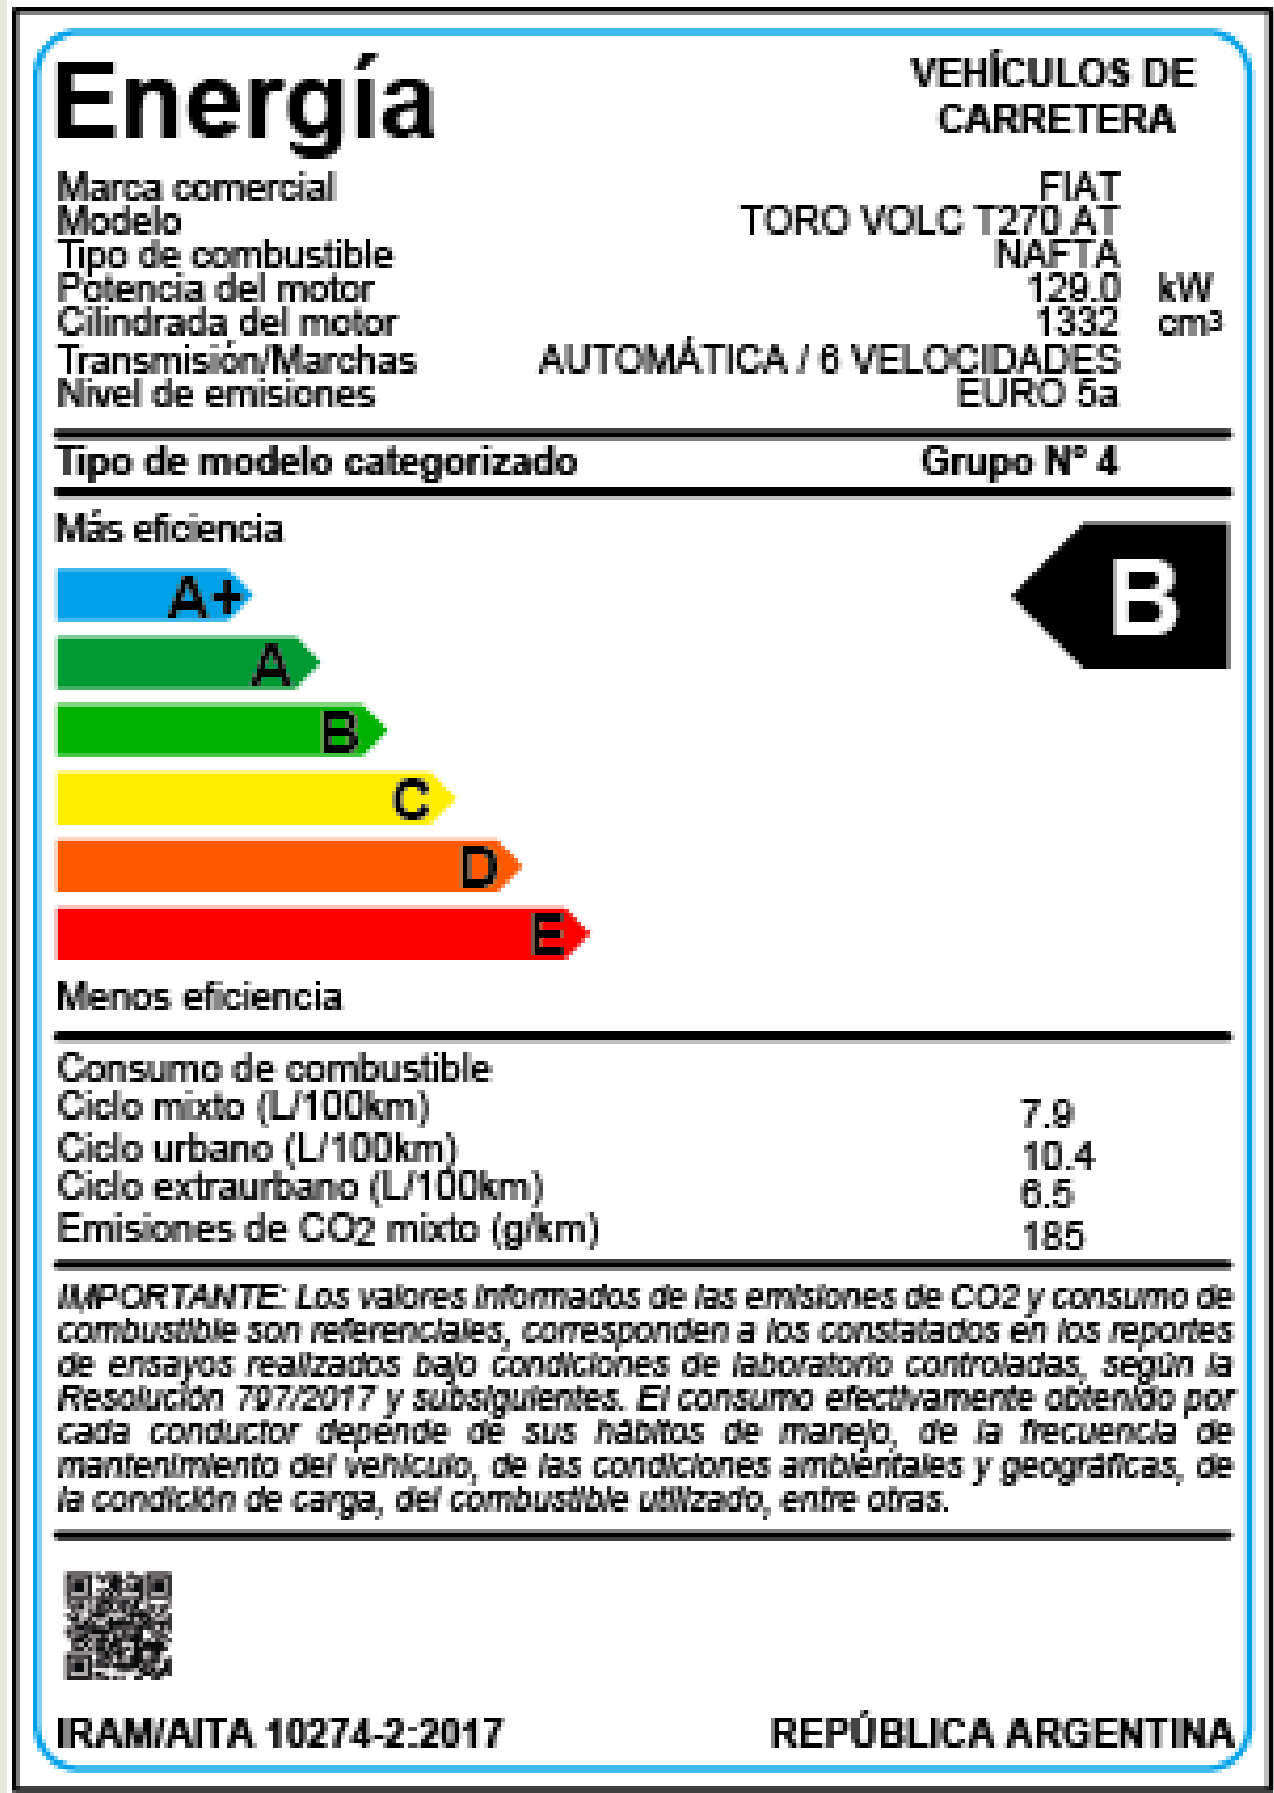 Energía
VEHÍCULOS DE
CARRETERA
Marca comercial FIAT
Modelo TORO VOLC T270 AT
Tipo de combustible NAFTA
Potencia del motor 129.0 kW
Cilindrada del motor 1332 cm³
Transmisión/Marchas AUTOMÁTICA / 6 VELOCIDADES
Nivel de emisiones EURO 5a
Tipo de modelo categorizado Grupo N° 4
Más eficiencia
B
A+
A
B
C
D
E
Menos eficiencia
Consumo de combustible
Ciclo mixto (L/100km) 7.9
Ciclo urbano (L/100km) 10.4
Ciclo extraurbano (L/100km) 6.5
Emisiones de CO2 mixto (g/km) 185
IMPORTANTE: Los valores informados de las emisiones de CO2 y consumo de
combustible son referenciales, corresponden a los constatados en los reportes
de ensayos realizados bajo condiciones de laboratorio controladas, según la
Resolución 797/2017 y subsiguientes. El consumo efectivamente obtenido por
cada conductor depende de sus hábitos de manejo, de la frecuencia de
mantenimiento del vehículo, de las condiciones ambientales y geográficas, de
la condición de carga, del combustible utilizado, entre otras.
IRAM/AITA 10274-2:2017
REPÚBLICA ARGENTINA